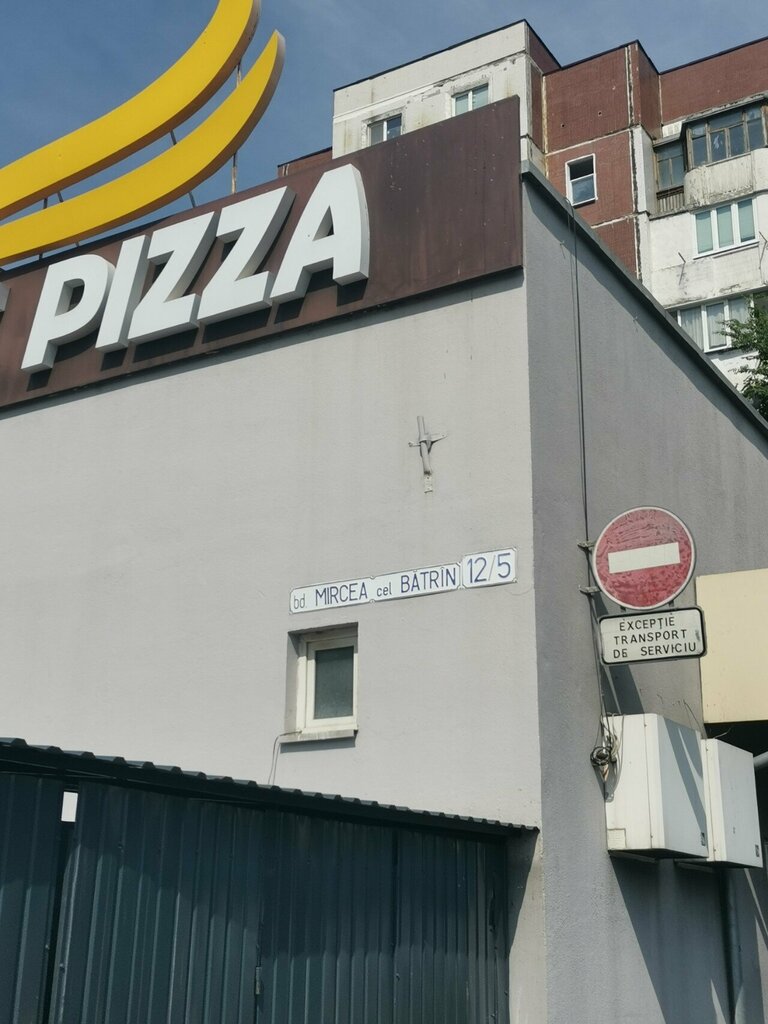 PIZZA
bd. MIRCEA cel BĂTRÎN 12/5
EXCEPȚIE
TRANSPORT
DE SERVICIU